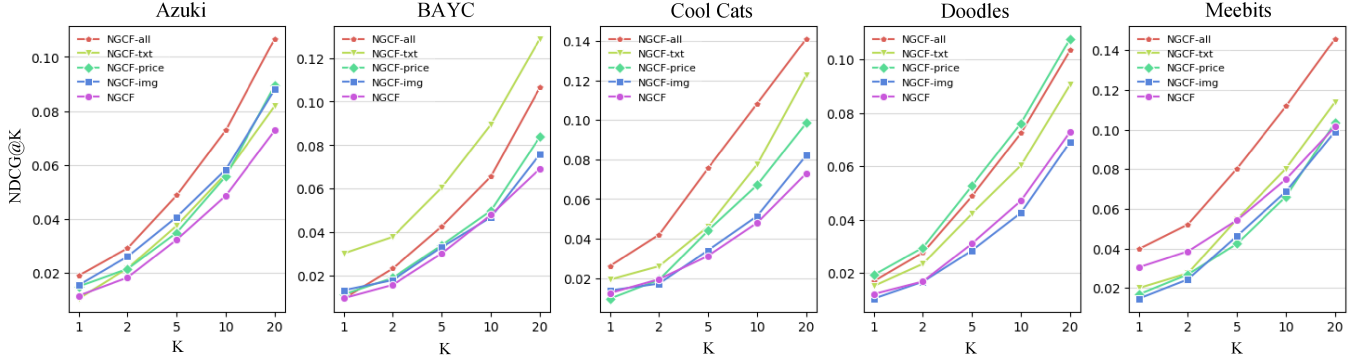 Azuki
BAYC
Cool Cats
Doodles
Meebits
NDCG@K
0.10
0.08
0.06
0.04
0.02
NGCF-all
NGCF-txt
NGCF-price
NGCF-img
NGCF
1 2 5 10 20
K
0.12
0.10
0.08
0.06
0.04
0.02
NGCF-all
NGCF-txt
NGCF-price
NGCF-img
NGCF
1 2 5 10 20
K
0.14
0.12
0.10
0.08
0.06
0.04
0.02
NGCF-all
NGCF-txt
NGCF-price
NGCF-img
NGCF
1 2 5 10 20
K
0.10
0.08
0.06
0.04
0.02
NGCF-all
NGCF-txt
NGCF-price
NGCF-img
NGCF
1 2 5 10 20
K
0.14
0.12
0.10
0.08
0.06
0.04
0.02
NGCF-all
NGCF-txt
NGCF-price
NGCF-img
NGCF
1 2 5 10 20
K